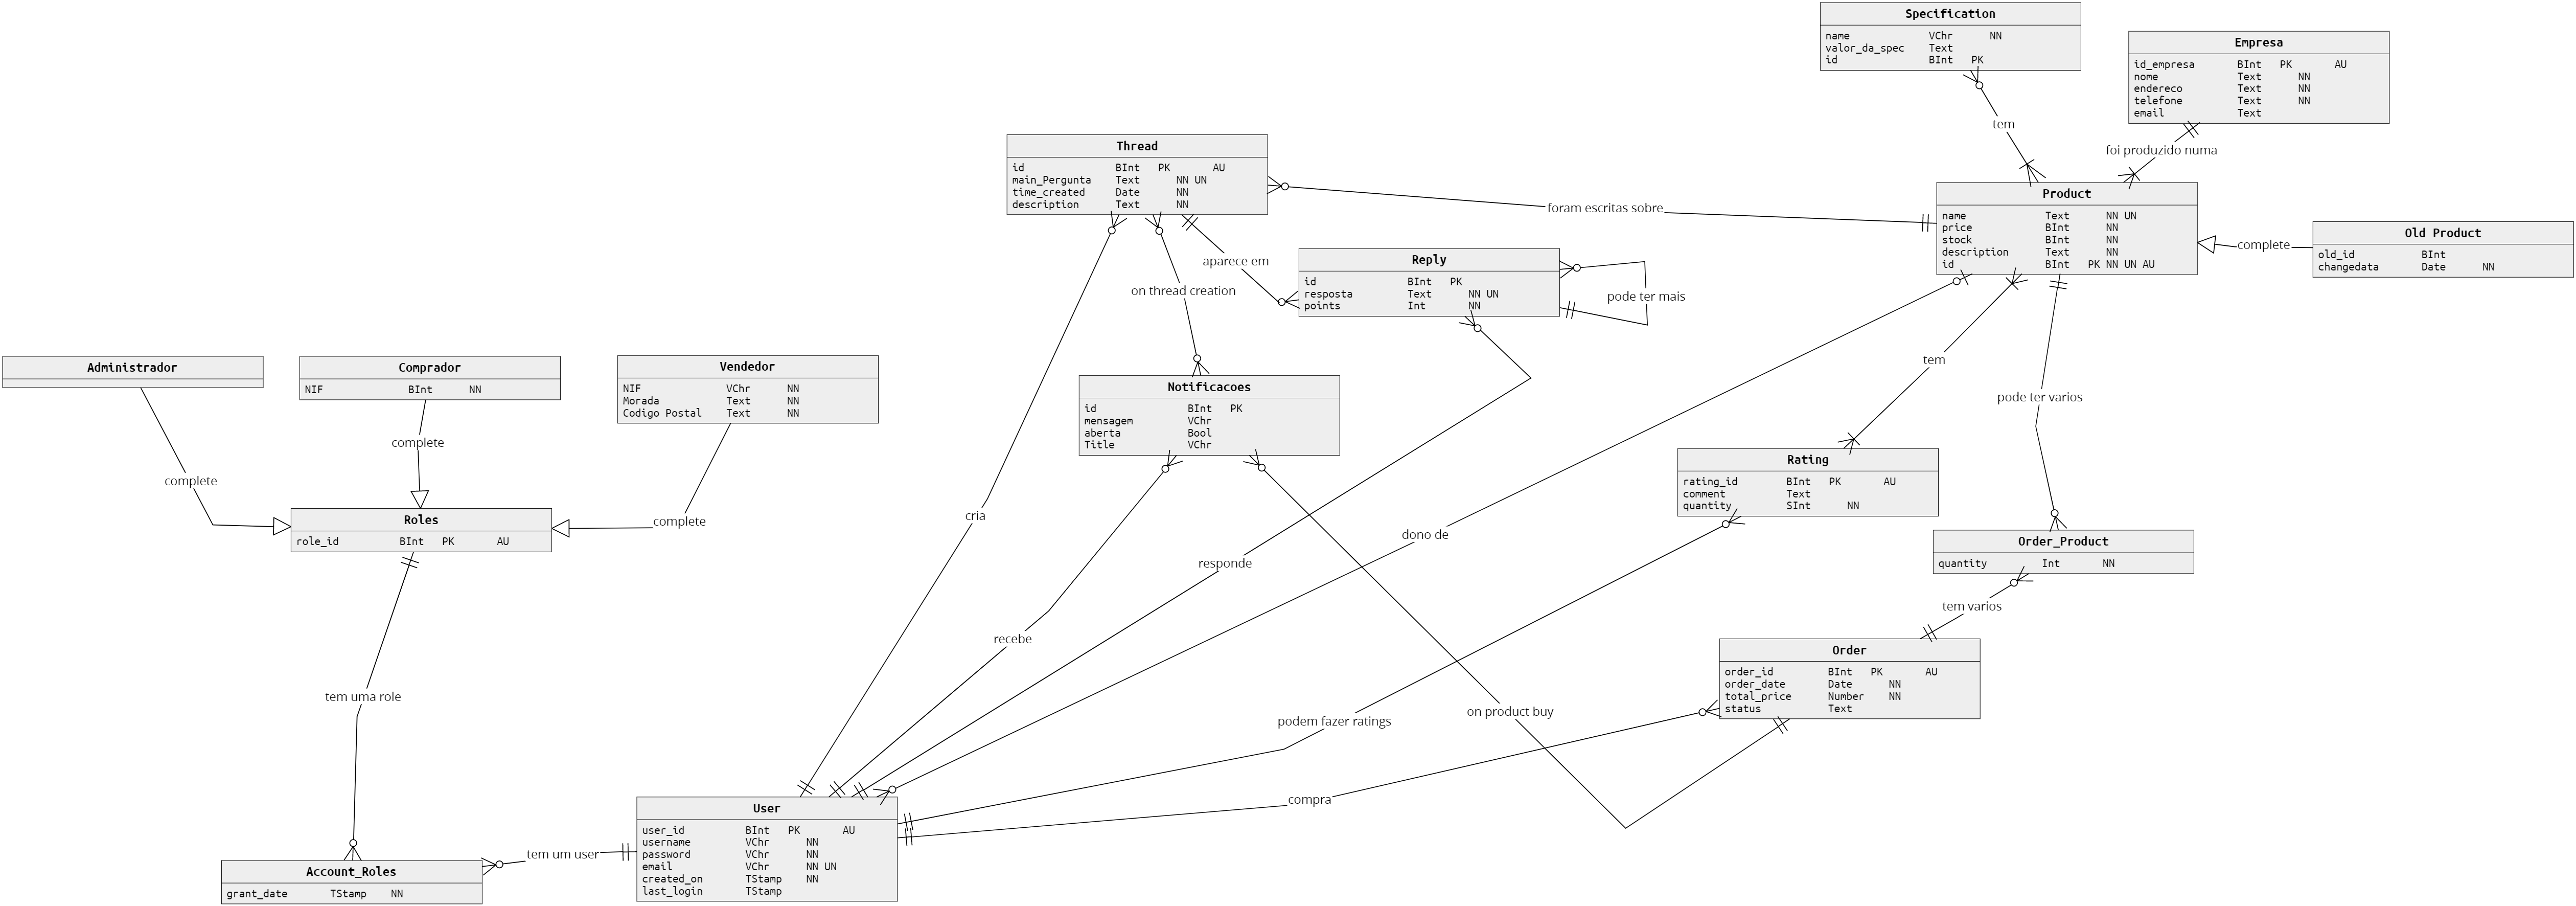 Specification
name VChr NN
valor_da_spec Text
id BInt PK
Empresa
id_empresa BInt PK AU
nome Text NN
endereco Text NN
telefone Text NN
email Text
tem
foi produzido numa
Thread
id BInt PK AU
main_Pergunta Text NN UN
time_created Date NN
description Text NN
foram escritas sobre
Product
name Text NN UN
price BInt NN
stock BInt NN
description Text NN
id BInt PK NN UN AU
complete
Old Product
old_id BInt
changedata Date NN
aparece em
Reply
id BInt PK
resposta Text NN UN
points Int NN
pode ter mais
on thread creation
Administrador
Comprador
NIF BInt NN
Vendedor
NIF VChr NN
Morada Text NN
Codigo Postal Text NN
Notificacoes
id BInt PK
mensagem VChr
aberta Bool
Title VChr
tem
pode ter varios
complete
complete
complete
Roles
role_id BInt PK AU
Rating
rating_id BInt PK AU
comment Text
quantity SInt NN
cria
responde
dono de
Order_Product
quantity Int NN
tem varios
recebe
Order
order_id BInt PK AU
order_date Date NN
total_price Number NN
status Text
tem uma role
podem fazer ratings
on product buy
compra
User
user_id BInt PK AU
username VChr NN
password VChr NN
email VChr NN UN
created_on TStamp NN
last_login TStamp
tem um user
Account_Roles
grant_date TStamp NN